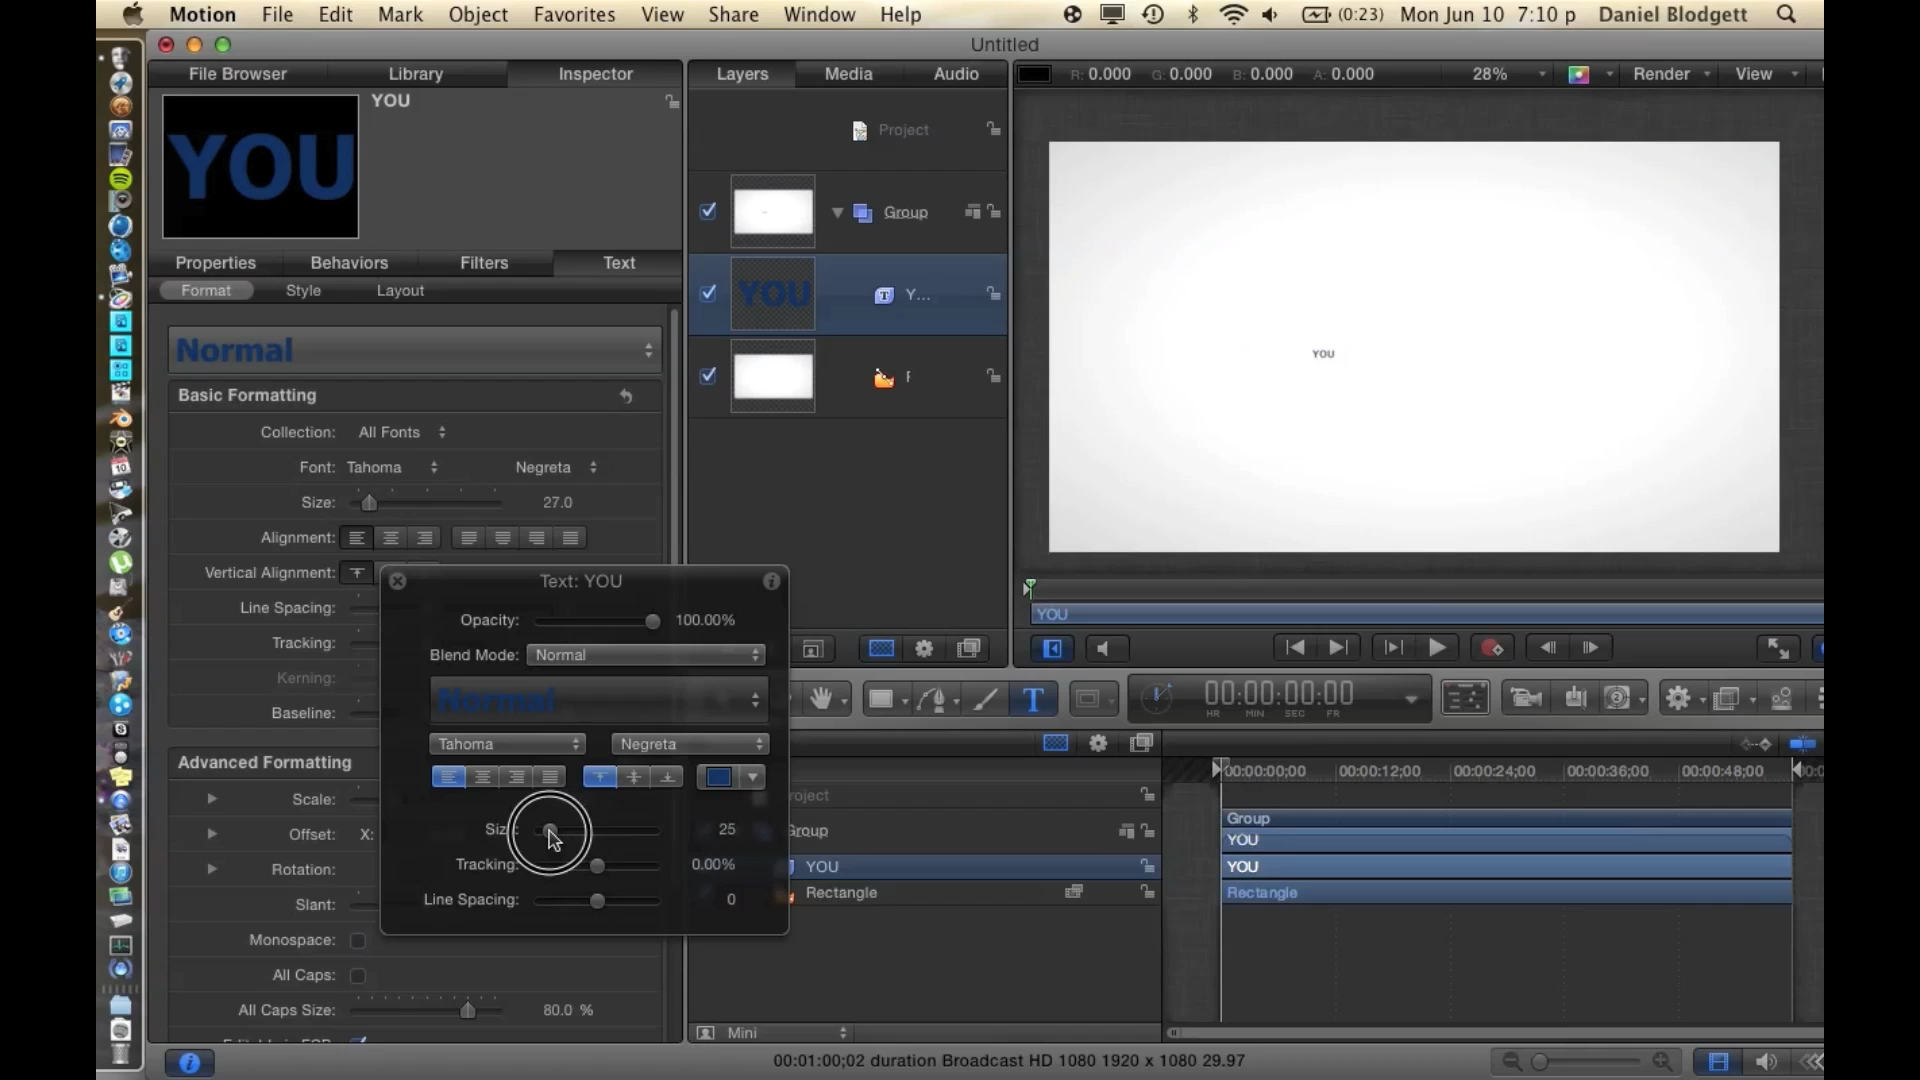 Motion File Edit Mark Object Favorites View Share Window Help (0:23) Mon Jun 10 7:10 p Daniel Blodgett
Untitled
File Browser Library Inspector
YOU
YOU
Properties Behaviors Filters Text
Format Style Layout
Normal
Basic Formatting
Collection: All Fonts
Font: Tahoma Negreta
Size: 27.0
Alignment:
Vertical Alignment:
Line Spacing:
Tracking:
Kerning:
Baseline:
Advanced Formatting
Scale:
Offset: X:
Rotation:
Slant:
Monospace:
All Caps:
All Caps Size: 80.0 %
Text: YOU
Opacity: 100.00%
Blend Mode: Normal
Normal
Tahoma Negreta
Size: 25
Tracking: 0.00%
Line Spacing: 0
Layers Media Audio
Project
Group
YOU
Y...
R: 0.000 G: 0.000 B: 0.000 A: 0.000 28% Render View
YOU
YOU
T 00:00:00:00
HR MIN SEC FR
roject
Group
YOU
Rectangle
Mini
00:00:00;00 00:00:12;00 00:00:24;00 00:00:36;00 00:00:48;00
Group
YOU
YOU
Rectangle
00:01:00;02 duration Broadcast HD 1080 1920 x 1080 29.97